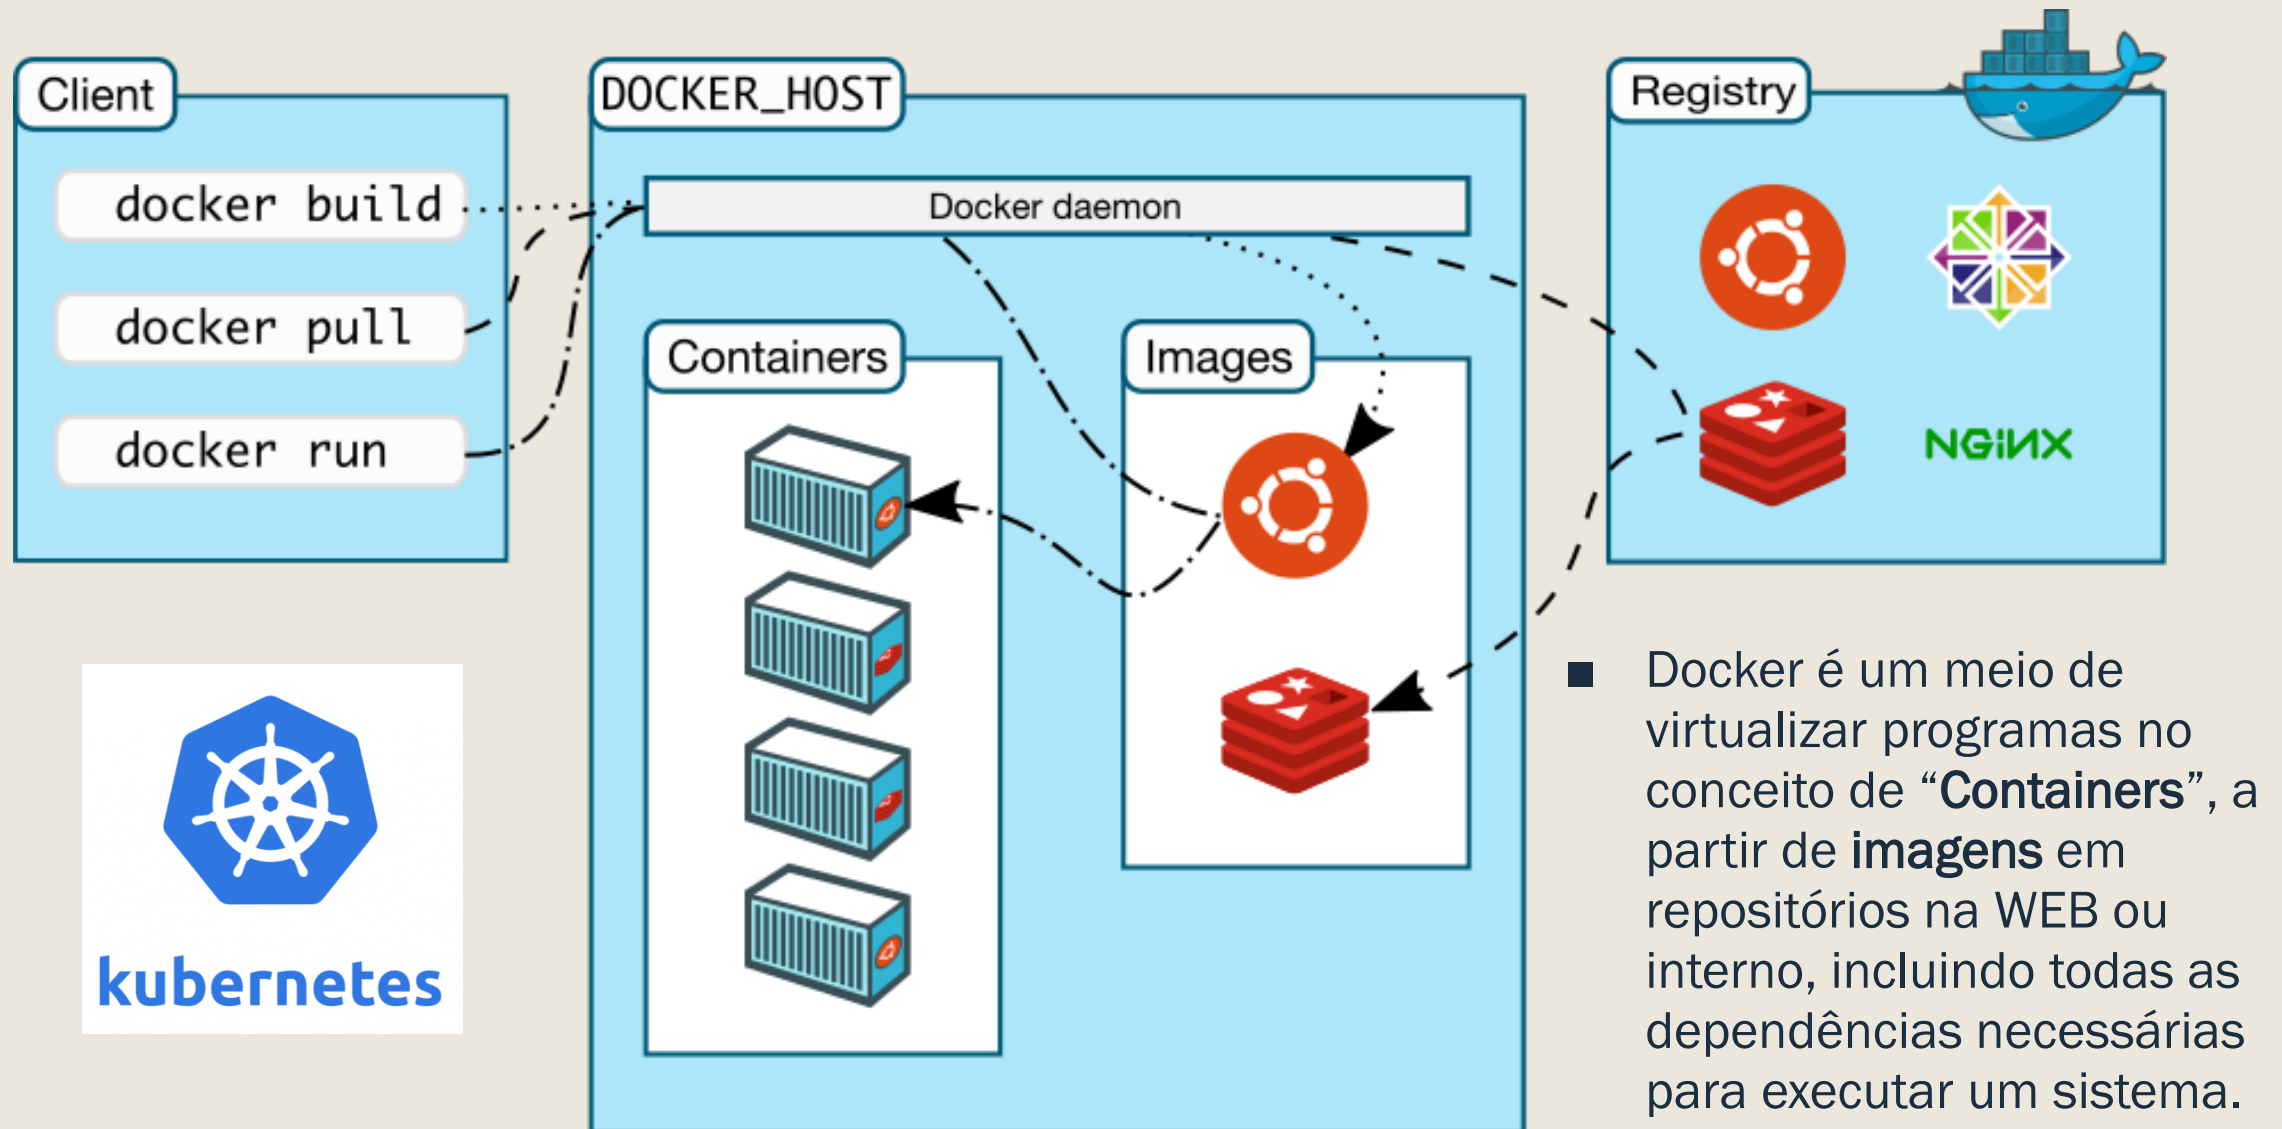 Client
docker build
docker pull
docker run
DOCKER_HOST
Docker daemon
Containers
Images
Registry
NGiNX
kubernetes
■ Docker é um meio de
virtualizar programas no
conceito de “Containers”, a
partir de imagens em
repositórios na WEB ou
interno, incluindo todas as
dependências necessárias
para executar um sistema.